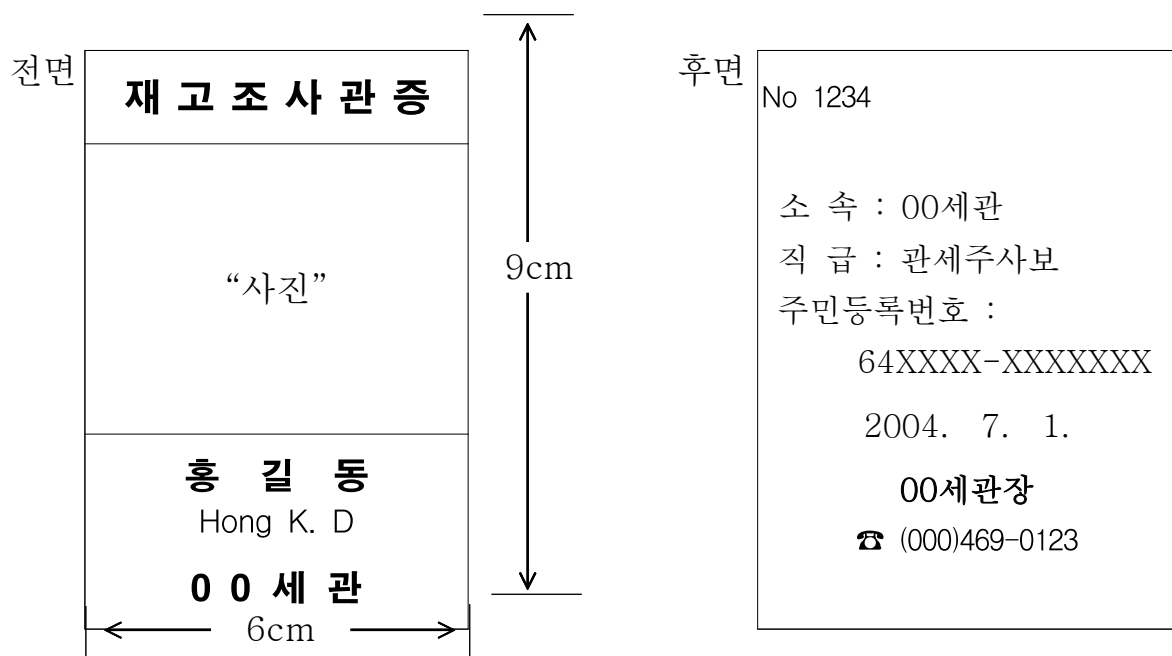 전면
재 고 조 사 관 증
“사진”
홍 길 동
Hong K. D
0 0 세 관
6cm
9cm
후면
No 1234
소 속 : 00세관
직 급 : 관세주사보
주민등록번호 :
64XXXX-XXXXXXX
2004. 7. 1.
00세관장
☎ (000)469-0123